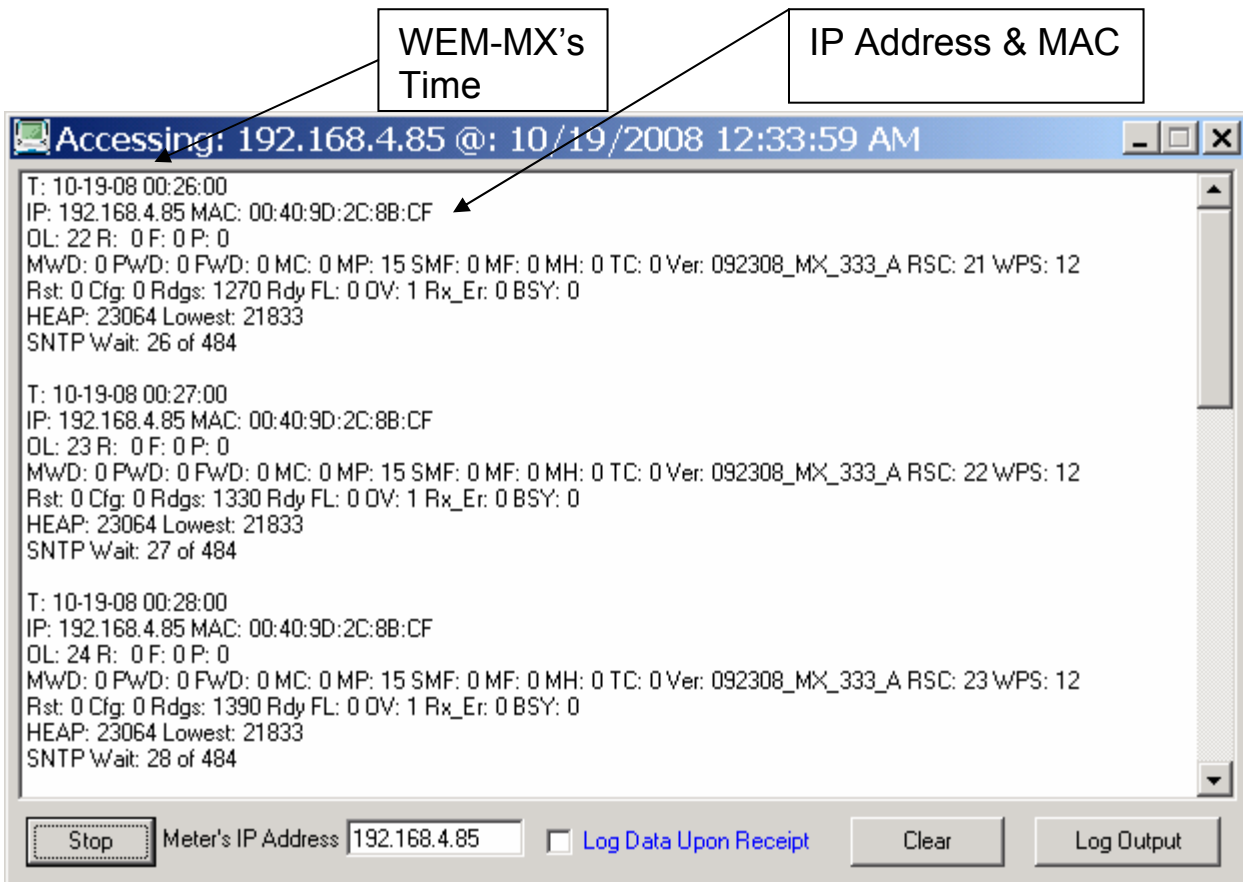 WEM-MX's
Time
IP Address & MAC
Accessing: 192.168.4.85 @: 10/19/2008 12:33:59 AM
T: 10-19-08 00:26:00
IP: 192.168.4.85 MAC: 00:40:9D:2C:8B:CF
OL: 22 R:  0 F: 0 P: 0
MWD: 0 PWD: 0 FWD: 0 MC: 0 MP: 15 SMF: 0 MF: 0 MH: 0 TC: 0 Ver: 092308_MX_333_A RSC: 21 WPS: 12
Rst: 0 Cfg: 0 Rdgs: 1270 Rdy FL: 0 OV: 1 Rx_Er: 0 BSY: 0
HEAP: 23064 Lowest: 21833
SNTP Wait: 26 of 484
T: 10-19-08 00:27:00
IP: 192.168.4.85 MAC: 00:40:9D:2C:8B:CF
OL: 23 R:  0 F: 0 P: 0
MWD: 0 PWD: 0 FWD: 0 MC: 0 MP: 15 SMF: 0 MF: 0 MH: 0 TC: 0 Ver: 092308_MX_333_A RSC: 22 WPS: 12
Rst: 0 Cfg: 0 Rdgs: 1330 Rdy FL: 0 OV: 1 Rx_Er: 0 BSY: 0
HEAP: 23064 Lowest: 21833
SNTP Wait: 27 of 484
T: 10-19-08 00:28:00
IP: 192.168.4.85 MAC: 00:40:9D:2C:8B:CF
OL: 24 R:  0 F: 0 P: 0
MWD: 0 PWD: 0 FWD: 0 MC: 0 MP: 15 SMF: 0 MF: 0 MH: 0 TC: 0 Ver: 092308_MX_333_A RSC: 23 WPS: 12
Rst: 0 Cfg: 0 Rdgs: 1390 Rdy FL: 0 OV: 1 Rx_Er: 0 BSY: 0
HEAP: 23064 Lowest: 21833
SNTP Wait: 28 of 484
Stop Meter's IP Address 192.168.4.85 Log Data Upon Receipt Clear Log Output